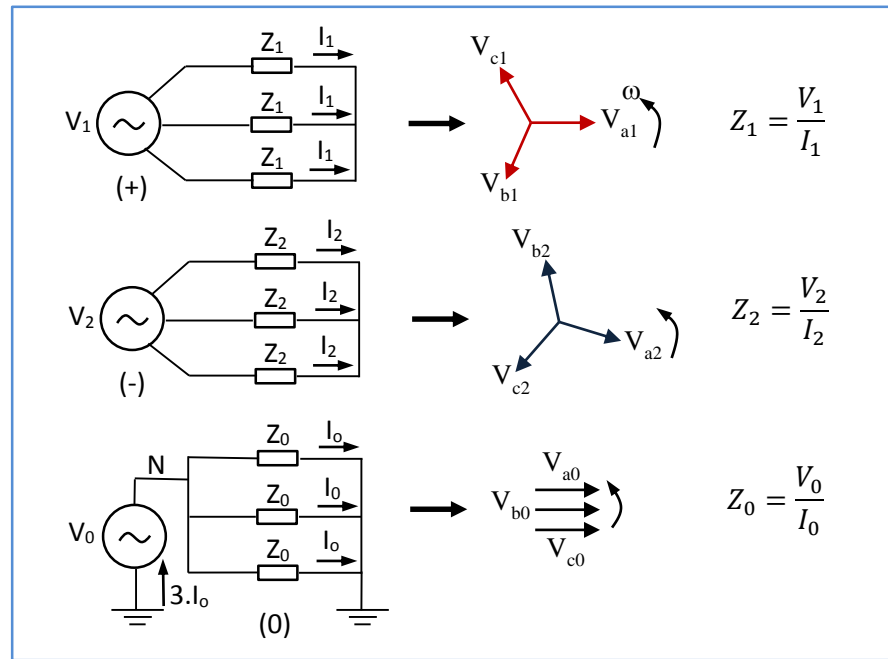 V1
Z1 I1
Z1 I1
Z1 I1
(+)
Vc1
Va1
Vb1
ω
Z1 = V1/I1
V2
Z2 I2
Z2 I2
Z2 I2
(-)
Vb2
Va2
Vc2
Z2 = V2/I2
N
V0
3.Io
Z0 Io
Z0 I0
Z0 Io
(0)
Va0
Vb0
Vc0
Z0 = V0/I0